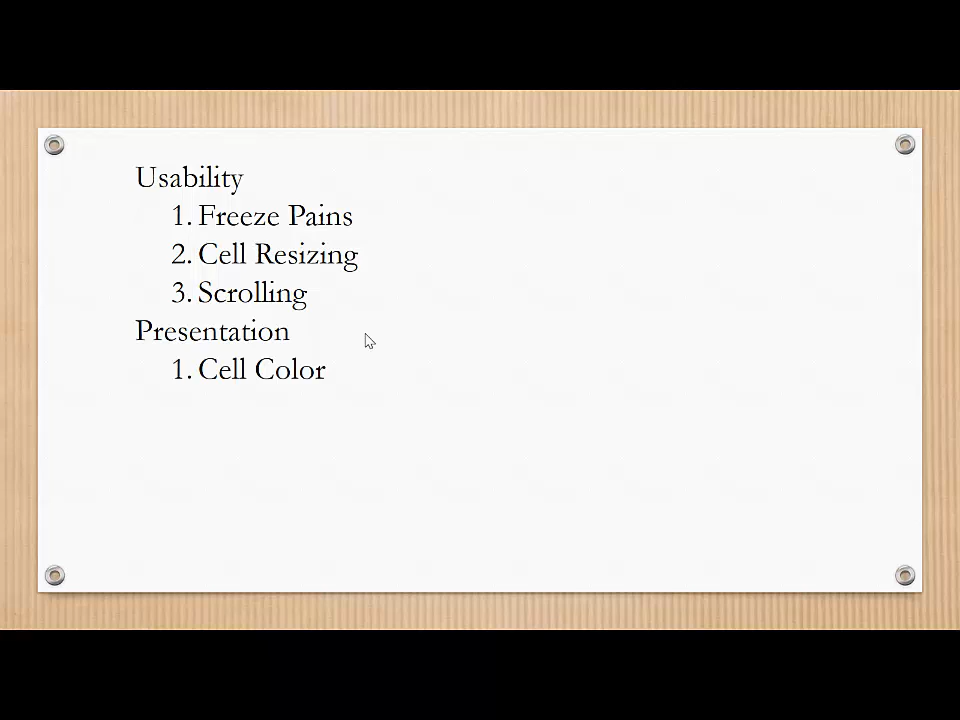 Usability
1. Freeze Pains
2. Cell Resizing
3. Scrolling
Presentation
1. Cell Color